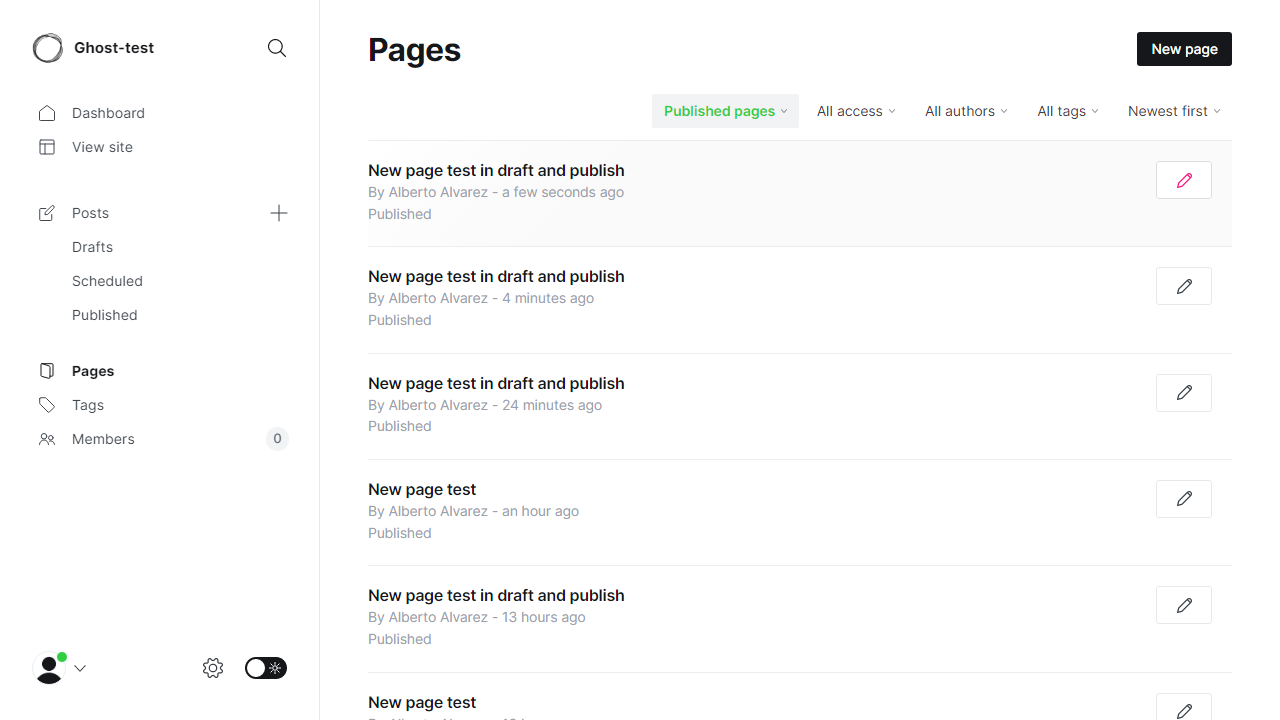 Ghost-test
Dashboard
View site
Posts
Drafts
Scheduled
Published
Pages
Tags
Members 0
Pages
New page
Published pages All access All authors All tags Newest first
New page test in draft and publish
By Alberto Alvarez - a few seconds ago
Published
New page test in draft and publish
By Alberto Alvarez - 4 minutes ago
Published
New page test in draft and publish
By Alberto Alvarez - 24 minutes ago
Published
New page test
By Alberto Alvarez - an hour ago
Published
New page test in draft and publish
By Alberto Alvarez - 13 hours ago
Published
New page test